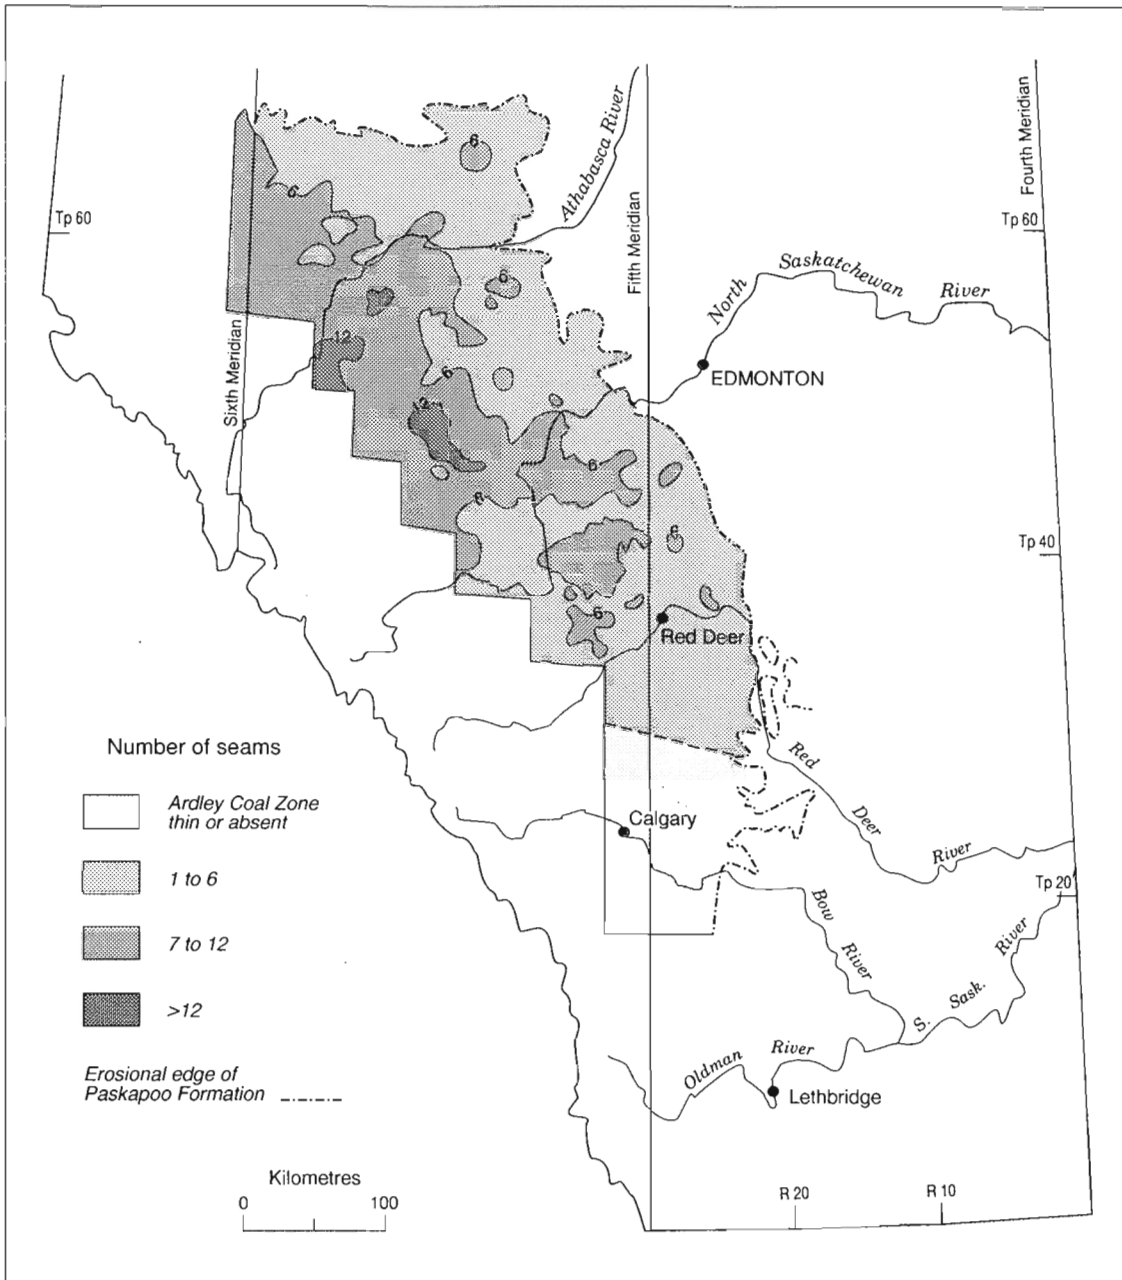 Athabasca River
Fourth Meridian
Tp 60
Tp 60
Fifth Meridian
North
Saskatchewan
River
EDMONTON
Sixth Meridian
6
6
6
12
6
12
6
6
6
6
6
Tp 40
Red Deer
Number of seams
Ardley Coal Zone
thin or absent
1 to 6
7 to 12
>12
Erosional edge of
Paskapoo Formation
Red
Deer
River
Calgary
Tp 20
Bow
River
S.
Sask.
River
Oldman
River
Lethbridge
Kilometres
0
100
R 20
R 10